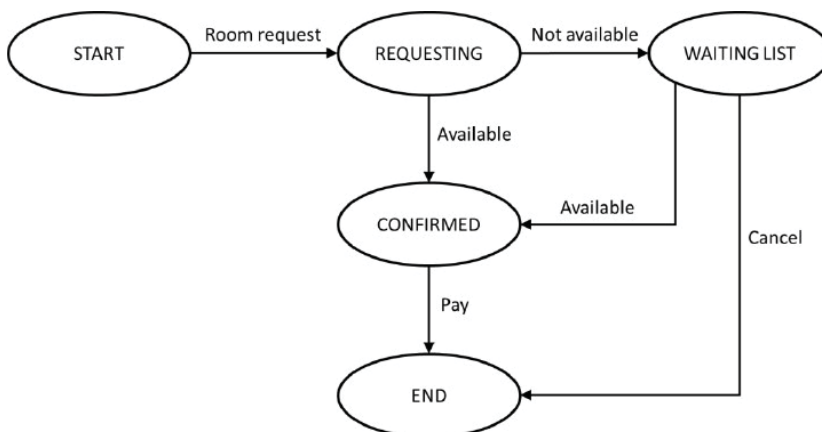 Room request
Not available
START
REQUESTING
WAITING LIST
Available
CONFIRMED
Available
Cancel
Pay
END